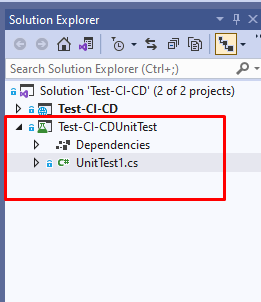 Solution Explorer
Search Solution Explorer (Ctrl+;)
Solution 'Test-CI-CD' (2 of 2 projects)
Test-CI-CD
Test-CI-CDUnitTest
Dependencies
C# UnitTest1.cs